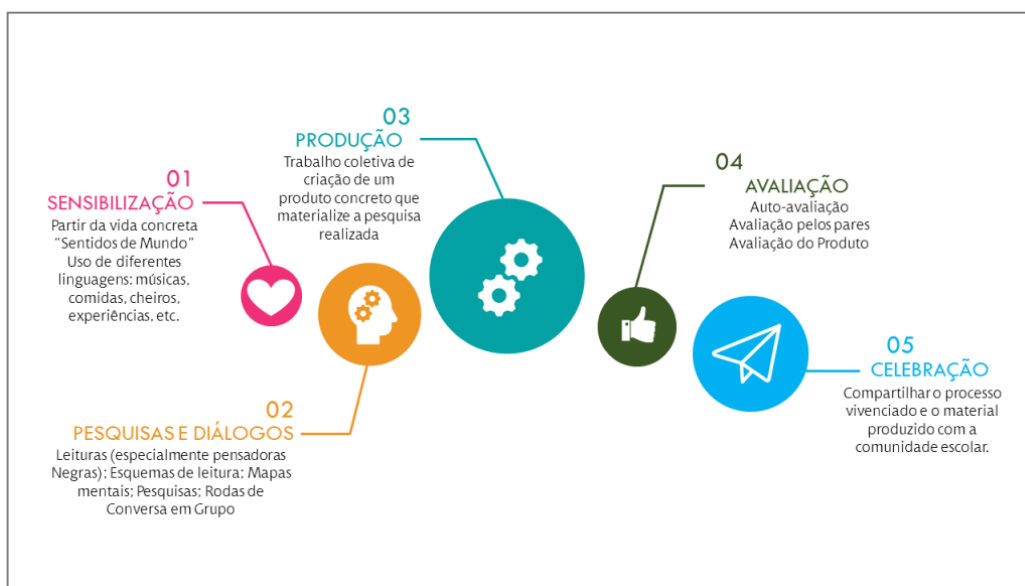 01
SENSIBILIZAÇÃO
Partir da vida concreta
“Sentidos de Mundo”
Uso de diferentes
linguagens: músicas,
comidas, cheiros,
experiências, etc.
02
PESQUISAS E DIÁLOGOS
Leituras (especialmente pensadoras
Negras); Esquemas de leitura; Mapas
mentais; Pesquisas; Rodas de
Conversa em Grupo
03
PRODUÇÃO
Trabalho coletiva de
criação de um
produto concreto que
materialize a pesquisa
realizada
04
AVALIAÇÃO
Auto-avaliação
Avaliação pelos pares
Avaliação do Produto
05
CELEBRAÇÃO
Compartilhar o processo
vivenciado e o material
produzido com a
comunidade escolar.